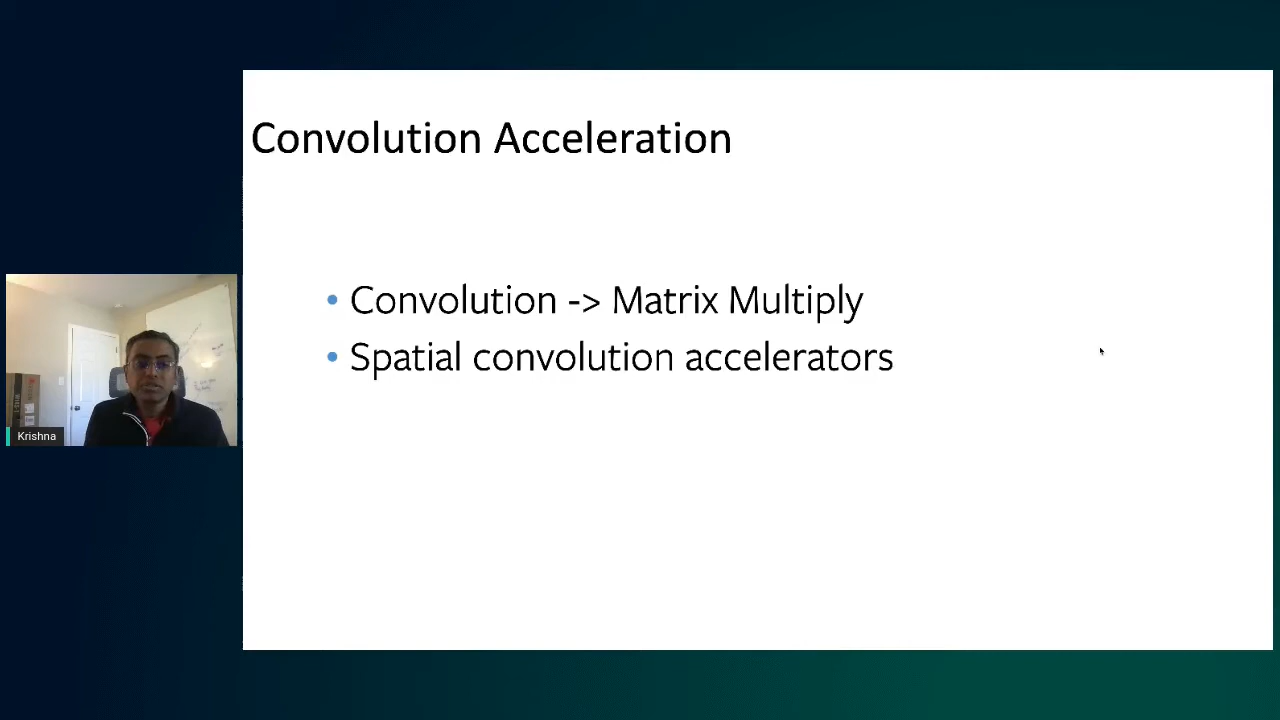 Convolution Acceleration
• Convolution -> Matrix Multiply
• Spatial convolution accelerators
Krishna